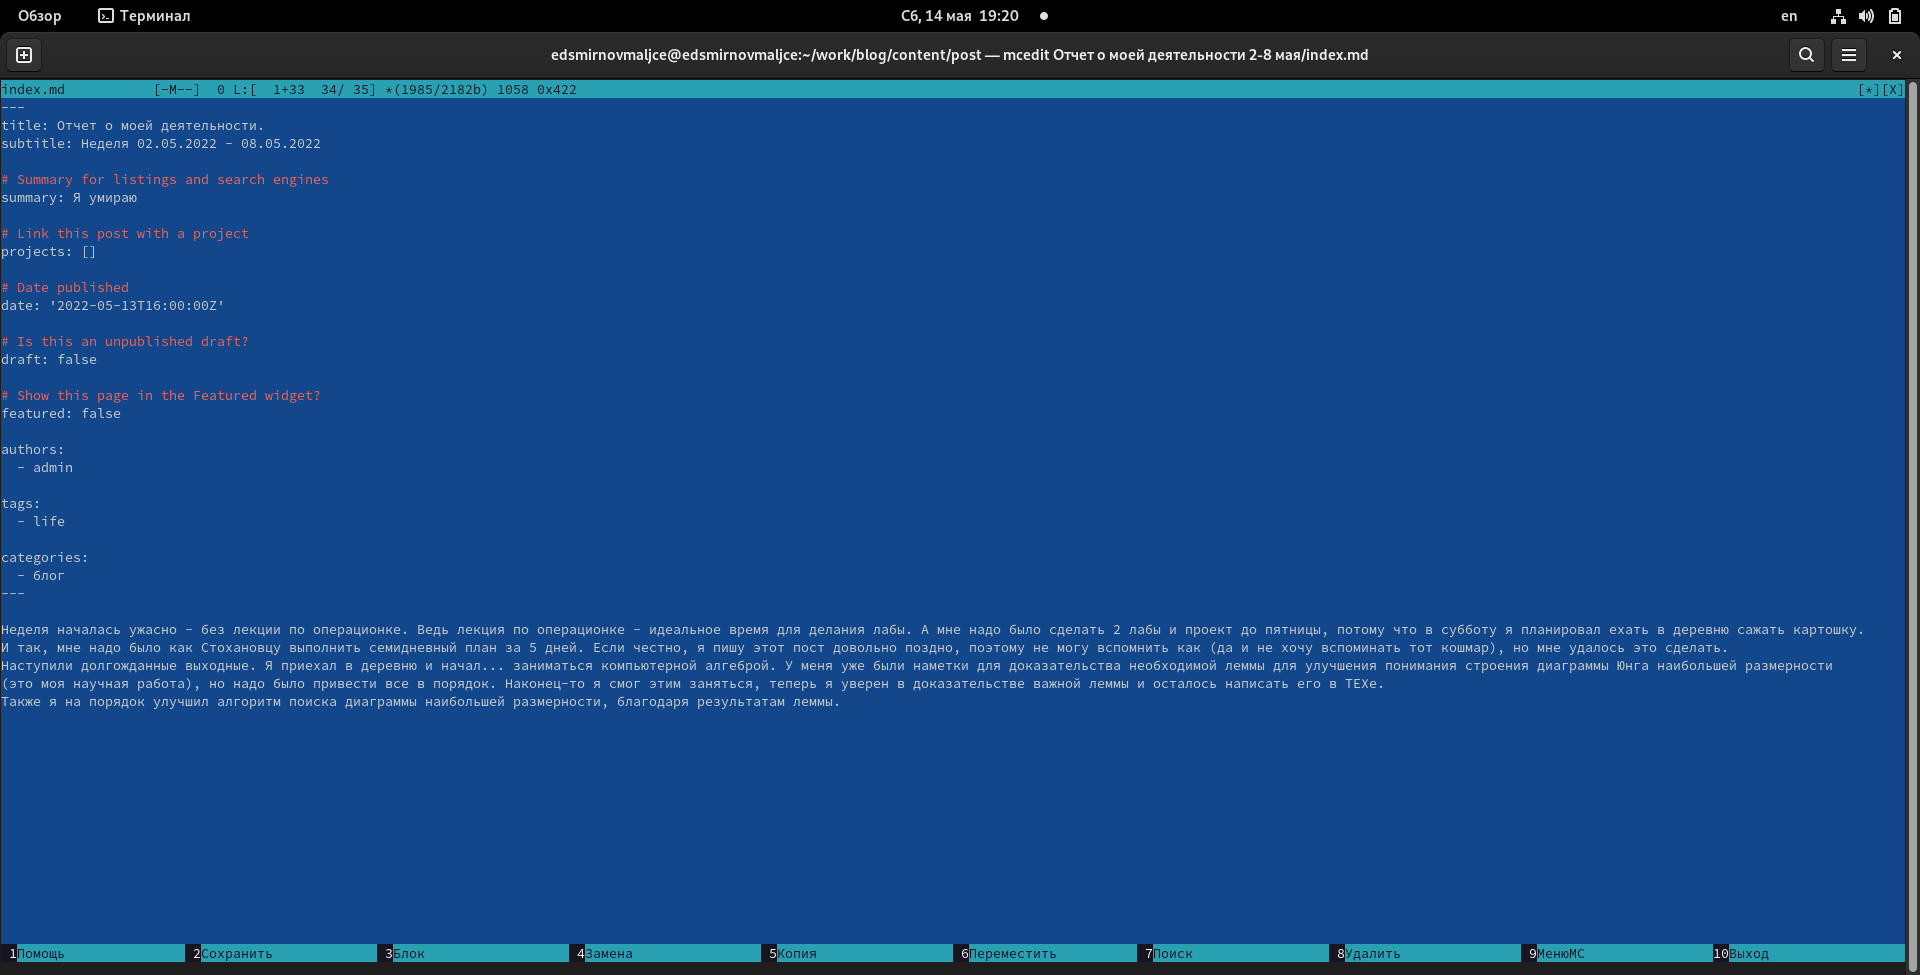 Обзор Терминал Сб, 14 мая 19:20 en
edsmirnovmaljce@edsmirnovmaljce:~/work/blog/content/post — mcedit Отчет о моей деятельности 2-8 мая/index.md
index.md [-M--] 0 L:[ 1+33 34/ 35] *(1985/2182b) 1058 0x422 [*][X]
---
title: Отчет о моей деятельности.
subtitle: Неделя 02.05.2022 - 08.05.2022
# Summary for listings and search engines
summary: Я умираю
# Link this post with a project
projects: []
# Date published
date: '2022-05-13T16:00:00Z'
# Is this an unpublished draft?
draft: false
# Show this page in the Featured widget?
featured: false
authors:
- admin
tags:
- life
categories:
- блог
---
Неделя началась ужасно - без лекции по операционке. Ведь лекция по операционке - идеальное время для делания лабы. А мне надо было сделать 2 лабы и проект до пятницы, потому что в субботу я планировал ехать в деревню сажать картошку.
И так, мне надо было как Стохановцу выполнить семидневный план за 5 дней. Если честно, я пишу этот пост довольно поздно, поэтому не могу вспомнить как (да и не хочу вспоминать тот кошмар), но мне удалось это сделать.
Наступили долгожданные выходные. Я приехал в деревню и начал... заниматься компьютерной алгеброй. У меня уже были наметки для доказательства необходимой леммы для улучшения понимания строения диаграммы Юнга наибольшей размерности
(это моя научная работа), но надо было привести все в порядок. Наконец-то я смог этим заняться, теперь я уверен в доказательстве важной леммы и осталось написать его в TEXe.
Также я на порядок улучшил алгоритм поиска диаграммы наибольшей размерности, благодаря результатам леммы.
1Помощь 2Сохранить 3Блок 4Замена 5Копия 6Переместить 7Поиск 8Удалить 9МенюMC 10Выход